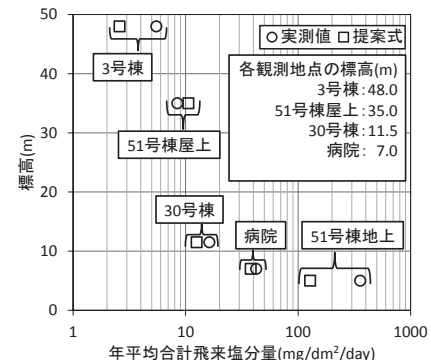 50
40
30
20
10
0
標高(m)
○実測値 □提案式
各観測地点の標高(m)
3号棟:48.0
51号棟屋上:35.0
30号棟:11.5
病院: 7.0
3号棟
51号棟屋上
30号棟
病院
51号棟地上
1 10 100 1000
年平均合計飛来塩分量(mg/dm²/day)